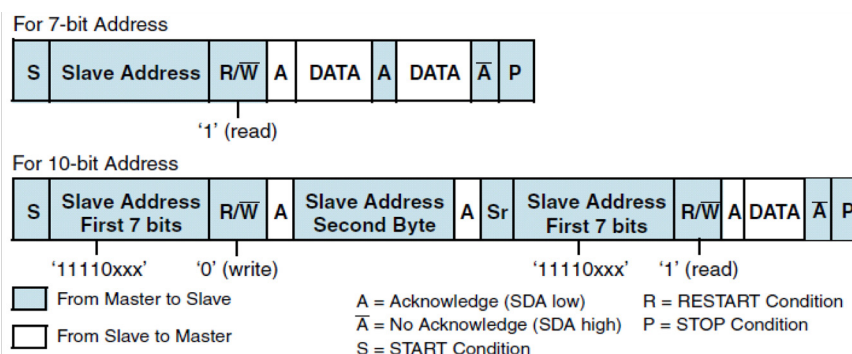 For 7-bit Address
S Slave Address R/W̅ A DATA A DATA A̅ P
‘1’ (read)
For 10-bit Address
S Slave Address First 7 bits R/W̅ A Slave Address Second Byte A Sr Slave Address First 7 bits R/W̅ A DATA A̅ P
‘11110xxx’ ‘0’ (write) ‘11110xxx’ ‘1’ (read)
From Master to Slave
From Slave to Master
A = Acknowledge (SDA low)
A̅ = No Acknowledge (SDA high)
S = START Condition
R = RESTART Condition
P = STOP Condition